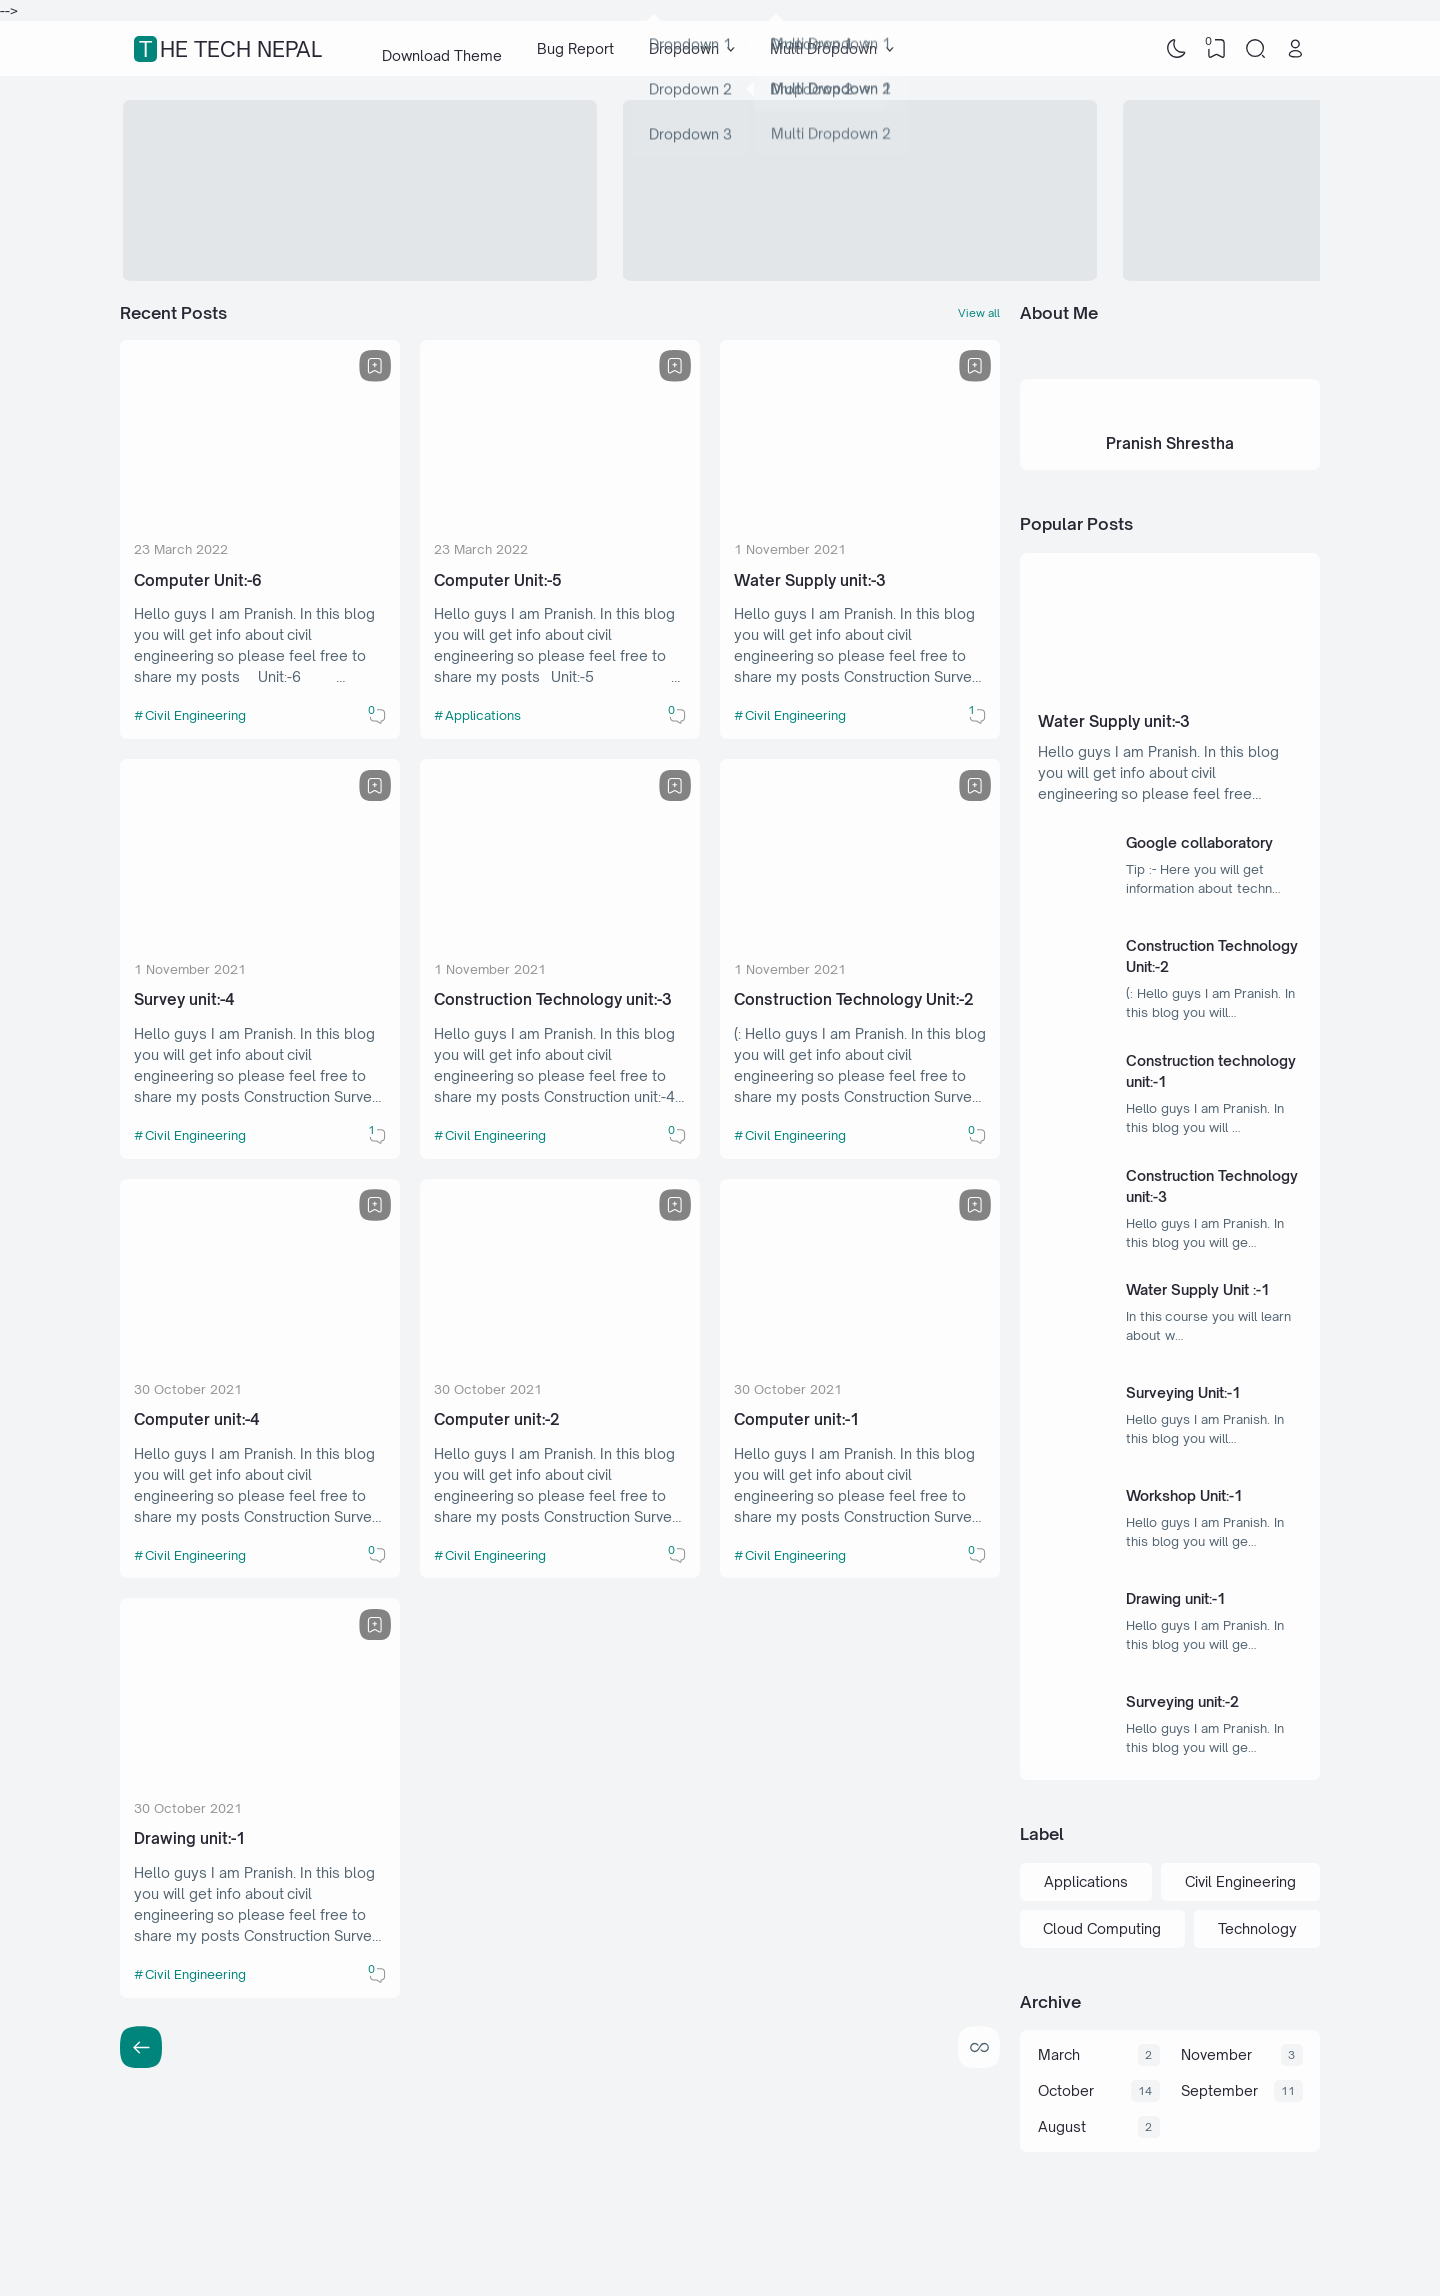 -->
THE TECH NEPAL
Download Theme
Bug Report
Dropdown
Dropdown 1
Dropdown 2
Dropdown 3
Multi Dropdown
Multi Dropdown 1
Multi Dropdown 2
0
Recent Posts
View all
23 March 2022
Computer Unit:-6
Hello guys I am Pranish. In this blog
you will get info about civil
engineering so please feel free to
share my posts Unit:-6 ...
#Civil Engineering
0
23 March 2022
Computer Unit:-5
Hello guys I am Pranish. In this blog
you will get info about civil
engineering so please feel free to
share my posts Unit:-5 ...
#Applications
0
1 November 2021
Water Supply unit:-3
Hello guys I am Pranish. In this blog
you will get info about civil
engineering so please feel free to
share my posts Construction Surve...
#Civil Engineering
1
1 November 2021
Survey unit:-4
Hello guys I am Pranish. In this blog
you will get info about civil
engineering so please feel free to
share my posts Construction Surve...
#Civil Engineering
1
1 November 2021
Construction Technology unit:-3
Hello guys I am Pranish. In this blog
you will get info about civil
engineering so please feel free to
share my posts Construction unit:-4...
#Civil Engineering
0
1 November 2021
Construction Technology Unit:-2
(: Hello guys I am Pranish. In this blog
you will get info about civil
engineering so please feel free to
share my posts Construction Surve...
#Civil Engineering
0
30 October 2021
Computer unit:-4
Hello guys I am Pranish. In this blog
you will get info about civil
engineering so please feel free to
share my posts Construction Surve...
#Civil Engineering
0
30 October 2021
Computer unit:-2
Hello guys I am Pranish. In this blog
you will get info about civil
engineering so please feel free to
share my posts Construction Surve...
#Civil Engineering
0
30 October 2021
Computer unit:-1
Hello guys I am Pranish. In this blog
you will get info about civil
engineering so please feel free to
share my posts Construction Surve...
#Civil Engineering
0
30 October 2021
Drawing unit:-1
Hello guys I am Pranish. In this blog
you will get info about civil
engineering so please feel free to
share my posts Construction Surve...
#Civil Engineering
0
About Me
Pranish Shrestha
Popular Posts
Water Supply unit:-3
Hello guys I am Pranish. In this blog
you will get info about civil
engineering so please feel free...
Google collaboratory
Tip :- Here you will get
information about techn...
Construction Technology
Unit:-2
(: Hello guys I am Pranish. In
this blog you will...
Construction technology
unit:-1
Hello guys I am Pranish. In
this blog you will ...
Construction Technology
unit:-3
Hello guys I am Pranish. In
this blog you will ge...
Water Supply Unit :-1
In this course you will learn
about w...
Surveying Unit:-1
Hello guys I am Pranish. In
this blog you will...
Workshop Unit:-1
Hello guys I am Pranish. In
this blog you will ge...
Drawing unit:-1
Hello guys I am Pranish. In
this blog you will ge...
Surveying unit:-2
Hello guys I am Pranish. In
this blog you will ge...
Label
Applications
Civil Engineering
Cloud Computing
Technology
Archive
March 2
November 3
October 14
September 11
August 2